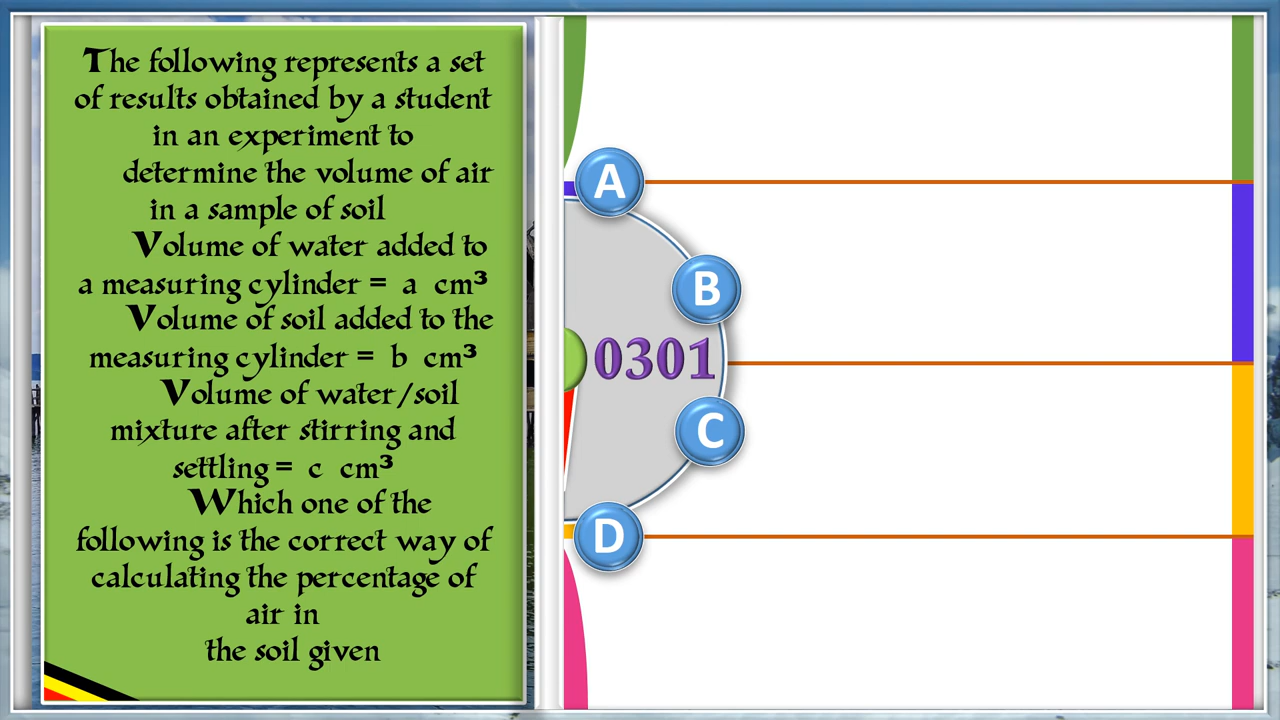 The following represents a set
of results obtained by a student
in an experiment to
determine the volume of air
in a sample of soil
Volume of water added to
a measuring cylinder = a cm³
Volume of soil added to the
measuring cylinder = b cm³
Volume of water/soil
mixture after stirring and
settling = c cm³
Which one of the
following is the correct way of
calculating the percentage of
air in
the soil given
A
B
0301
C
D